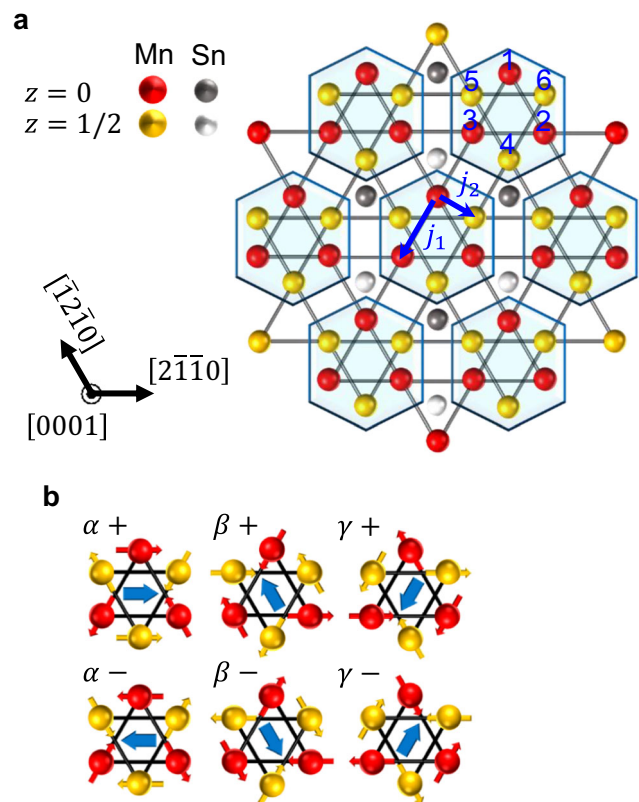 a
Mn Sn
z = 0
z = 1/2
1
5 6
3 2
4
j₂
j₁
[1̄21̄0]
[21̄1̄0]
[0001]
b
α + β + γ +
α − β − γ −